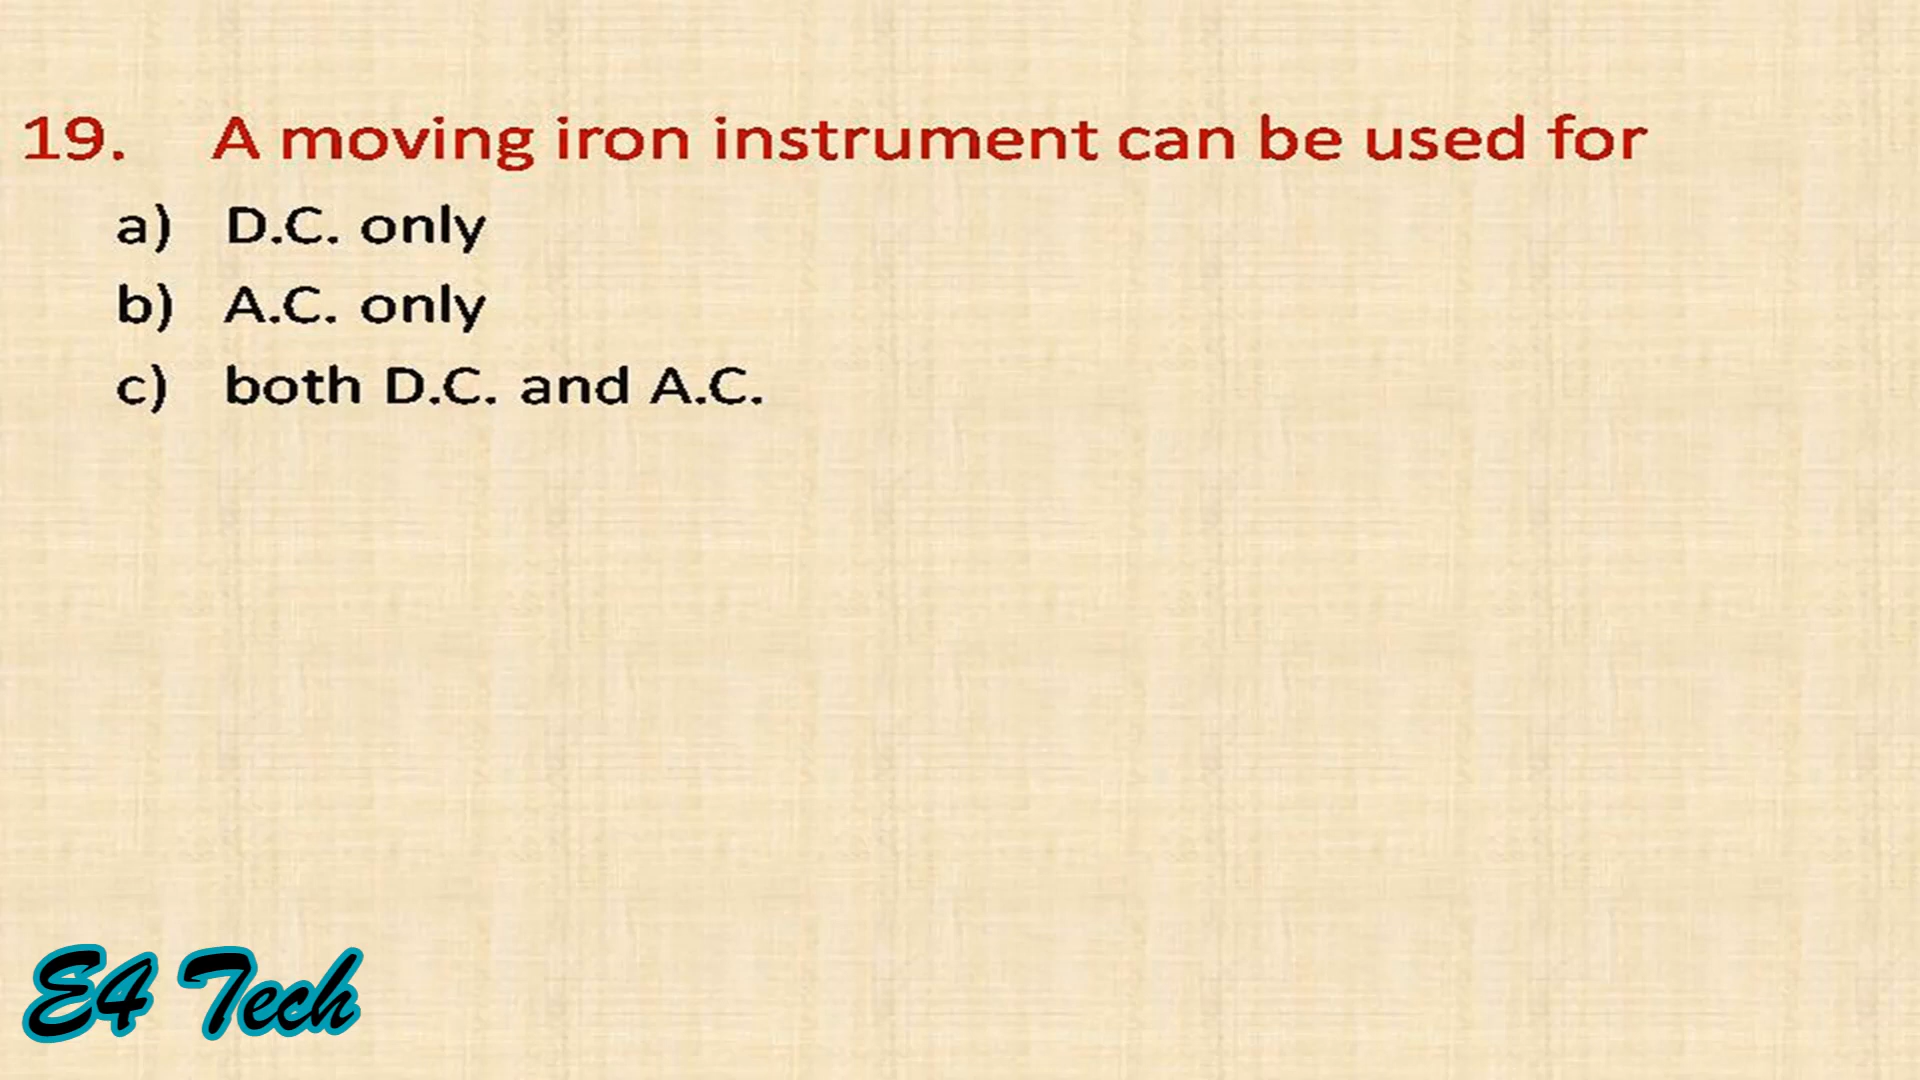 19. A moving iron instrument can be used for
a) D.C. only
b) A.C. only
c) both D.C. and A.C.
E4 Tech